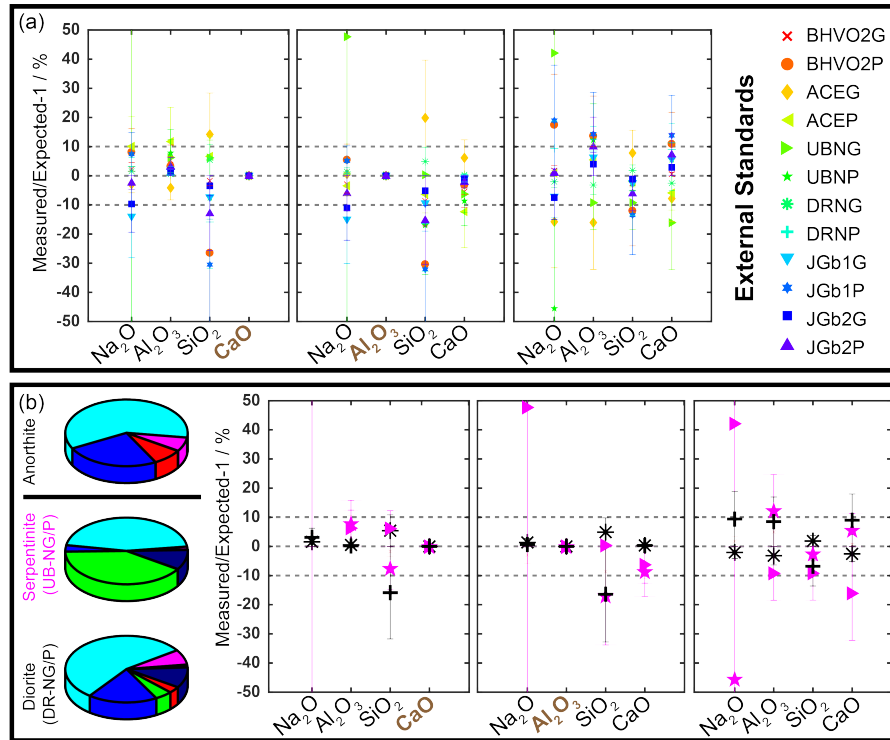 (a)
Measured/Expected-1 / %
50
40
30
20
10
0
-10
-20
-30
-40
-50
Na₂O
Al₂O₃
SiO₂
CaO
Na₂O
Al₂O₃
SiO₂
CaO
Na₂O
Al₂O₃
SiO₂
CaO
External Standards
BHVO2G
BHVO2P
ACEG
ACEP
UBNG
UBNP
DRNG
DRNP
JGb1G
JGb1P
JGb2G
JGb2P
(b)
Anorthite
Serpentinite
(UB-NG/P)
Diorite
(DR-NG/P)
Measured/Expected-1 / %
50
40
30
20
10
0
-10
-20
-30
-40
-50
Na₂O
Al₂O₃
SiO₂
CaO
Na₂O
Al₂O₃
SiO₂
CaO
Na₂O
Al₂O₃
SiO₂
CaO